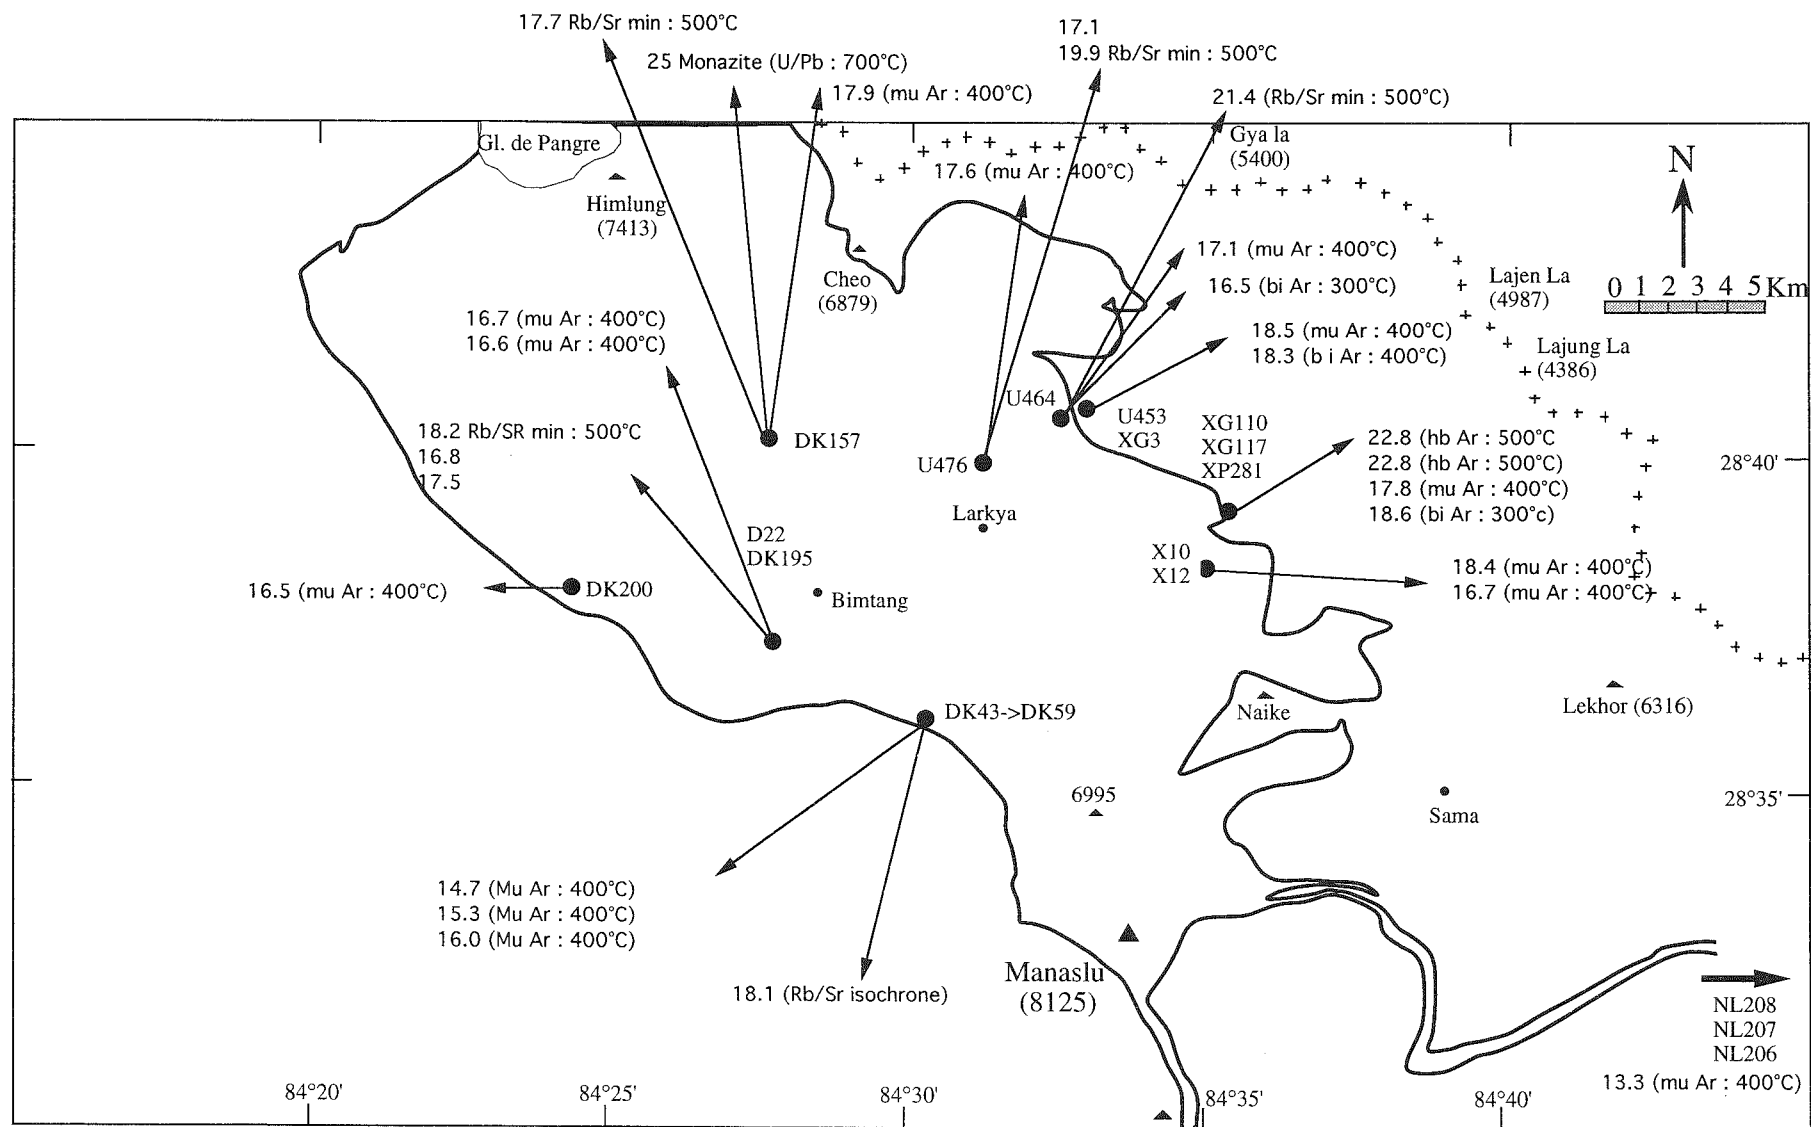 17.7 Rb/Sr min : 500°C
25 Monazite (U/Pb : 700°C)
17.9 (mu Ar : 400°C)
17.1
19.9 Rb/Sr min : 500°C
21.4 (Rb/Sr min : 500°C)
Gl. de Pangre
Himlung
(7413)
17.6 (mu Ar : 400°C)
Gya la
(5400)
N
Cheo
(6879)
17.1 (mu Ar : 400°C)
16.5 (bi Ar : 300°C)
Lajen La
(4987)
0 1 2 3 4 5 Km
16.7 (mu Ar : 400°C)
16.6 (mu Ar : 400°C)
18.5 (mu Ar : 400°C)
18.3 (b i Ar : 400°C)
Lajung La
(4386)
U464
U453
XG3
XG110
XG117
XP281
18.2 Rb/SR min : 500°C
16.8
17.5
DK157
U476
22.8 (hb Ar : 500°C
22.8 (hb Ar : 500°C)
17.8 (mu Ar : 400°C)
18.6 (bi Ar : 300°c)
28°40'
Larkya
D22
DK195
X10
X12
18.4 (mu Ar : 400°C)
16.7 (mu Ar : 400°C)
16.5 (mu Ar : 400°C)
DK200
Bimtang
DK43->DK59
Naike
Lekhor (6316)
6995
28°35'
Sama
14.7 (Mu Ar : 400°C)
15.3 (Mu Ar : 400°C)
16.0 (Mu Ar : 400°C)
18.1 (Rb/Sr isochrone)
Manaslu
(8125)
NL208
NL207
NL206
13.3 (mu Ar : 400°C)
84°20'
84°25'
84°30'
84°35'
84°40'